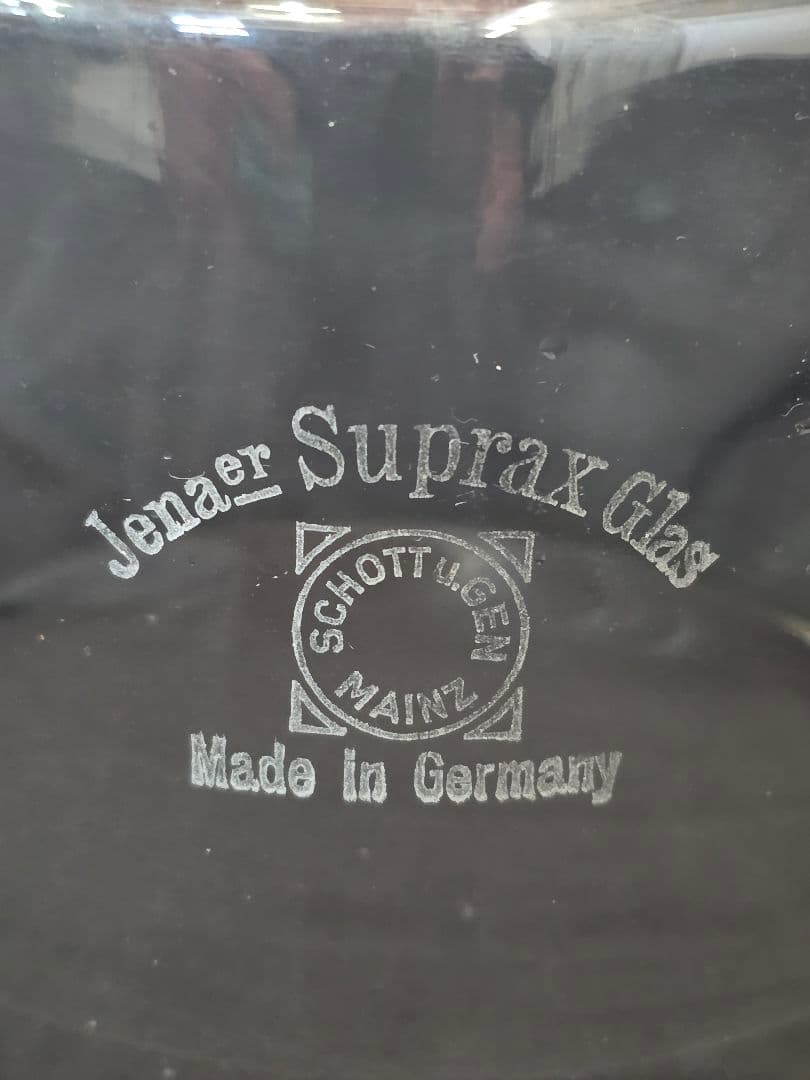 Jenaer Suprax Glas
SCHOTT u. GEN
MAINZ
Made in Germany